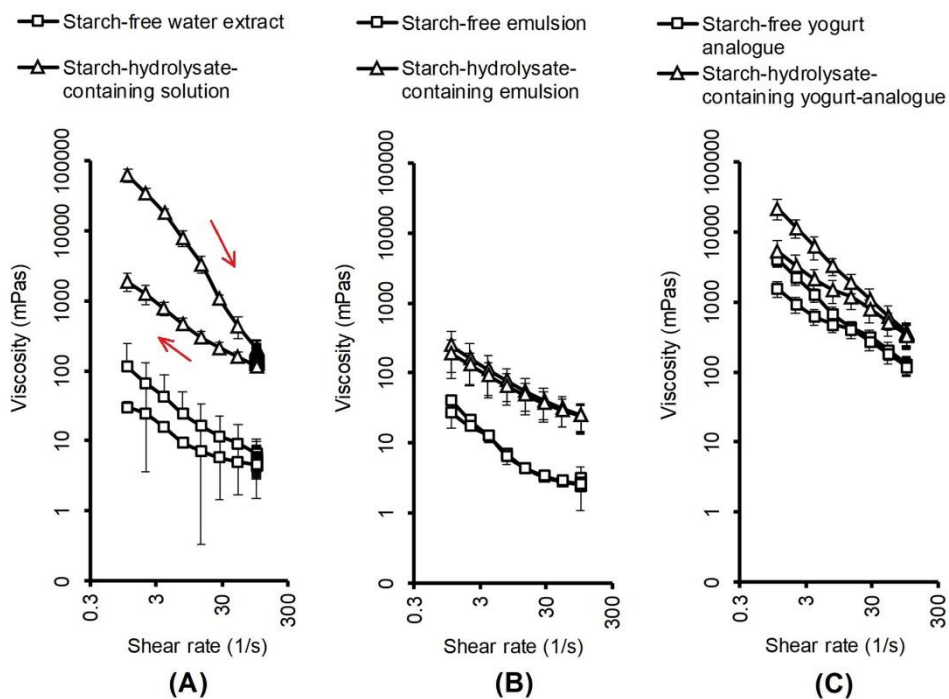 Starch-free water extract
Starch-hydrolysate-
containing solution
Starch-free emulsion
Starch-hydrolysate-
containing emulsion
Starch-free yogurt
analogue
Starch-hydrolysate-
containing yogurt-analogue
Viscosity (mPas)
100000
10000
1000
100
10
1
0
0.3
3
30
300
Shear rate (1/s)
(A)
Viscosity (mPas)
100000
10000
1000
100
10
1
0
0.3
3
30
300
Shear rate (1/s)
(B)
Viscosity (mPas)
100000
10000
1000
100
10
1
0
0.3
3
30
300
Shear rate (1/s)
(C)